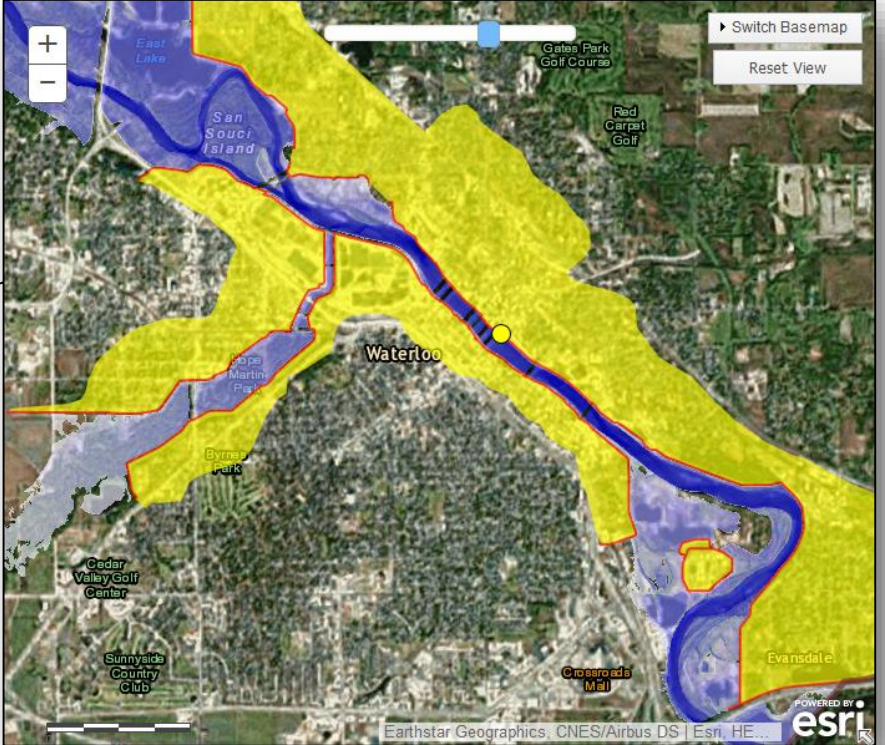 +
−
Switch Basemap
Reset View
East
Lake
San
Souci
Island
Gates Park
Golf Course
Red
Carpet
Golf
Waterloo
Hope
Martin
Park
Byrnes
Park
Cedar
Valley Golf
Center
Sunnyside
Country
Club
Crossroads
Mall
Evansdale
Earthstar Geographics, CNES/Airbus DS | Esri, HE...
POWERED BY
esri